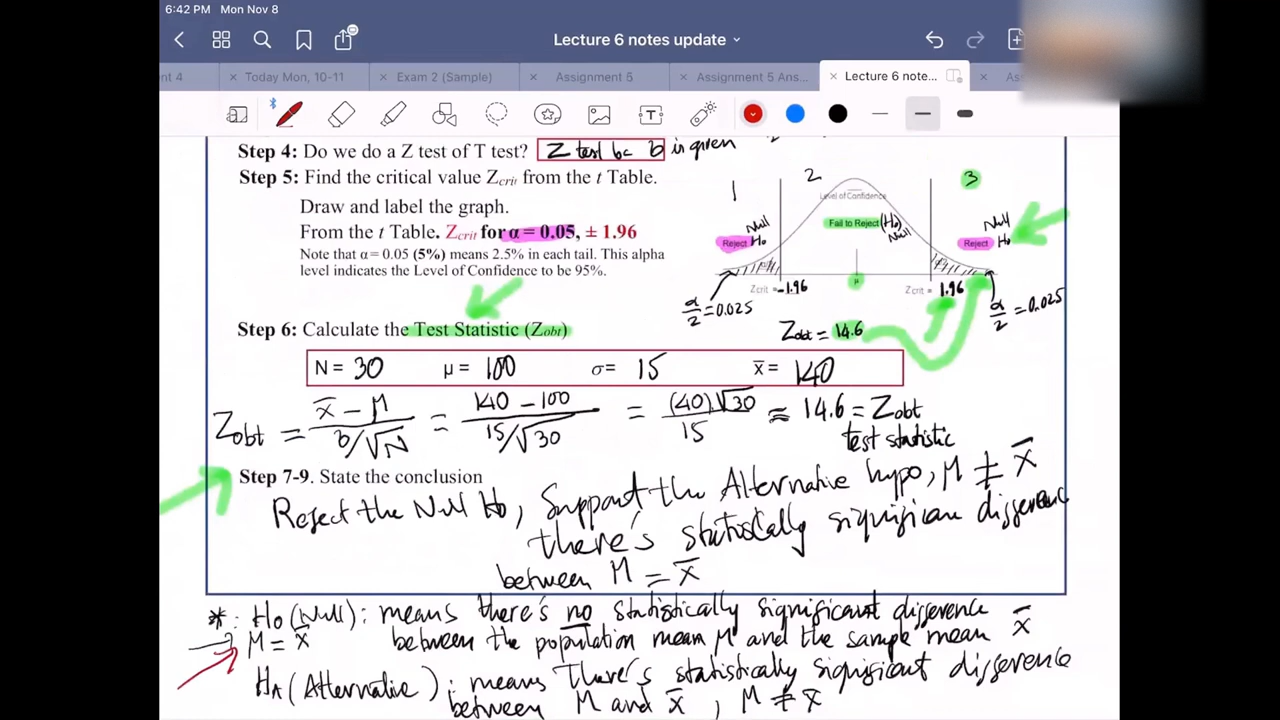 6:42 PM Mon Nov 8
Lecture 6 notes update
nt 4
Today Mon, 10-11
Exam 2 (Sample)
Assignment 5
Assignment 5 Ans...
Lecture 6 note...
As
Step 4: Do we do a Z test of T test? Z test bc σ is given
Step 5: Find the critical value Zcrit from the t Table.
Draw and label the graph.
From the t Table. Zcrit for α = 0.05, ± 1.96
Note that α = 0.05 (5%) means 2.5% in each tail. This alpha
level indicates the Level of Confidence to be 95%.
1 2 3
Level of Confidence
Reject Null Ho
Fail to Reject (Ho) Null
Reject Null Ho
Zcrit = -1.96
μ
Zcrit = 1.96
α/2 = 0.025
α/2 = 0.025
Zobt = 14.6
Step 6: Calculate the Test Statistic (Zobt)
N = 30 μ = 100 σ = 15 x̄ = 140
Zobt = x̄ - μ / σ/√N = 140 - 100 / 15/√30 = (40).√30 / 15 ≈ 14.6 = Zobt
test statistic
Step 7-9. State the conclusion
Reject the Null Ho, Support the Alternative hypo, μ ≠ x̄
there's statistically significant difference
between μ = x̄
*: Ho (Null): means there's no statistically significant difference
μ = x̄ between the population mean μ and the sample mean x̄
HA (Alternative): means There's statistically significant difference
between μ and x̄, μ ≠ x̄